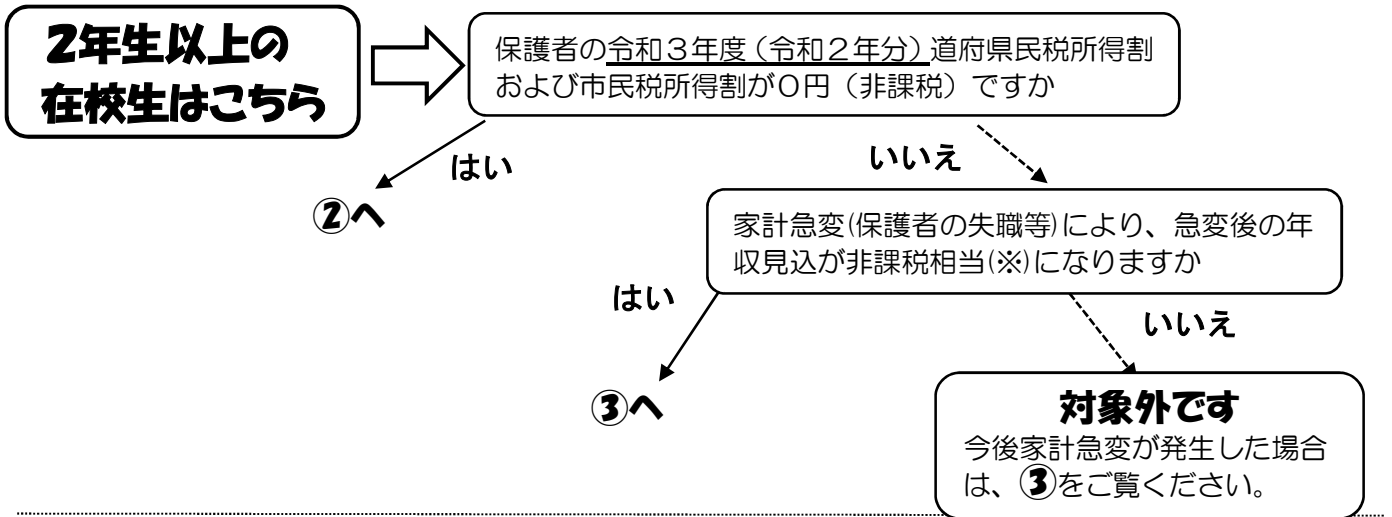 2年生以上の
在校生はこちら
保護者の令和3年度(令和2年分)道府県民税所得割
および市民税所得割が0円（非課税）ですか
はい
いいえ
②へ
家計急変(保護者の失職等)により、急変後の年
収見込が非課税相当(※)になりますか
はい
いいえ
③へ
対象外です
今後家計急変が発生した場合
は、③をご覧ください。